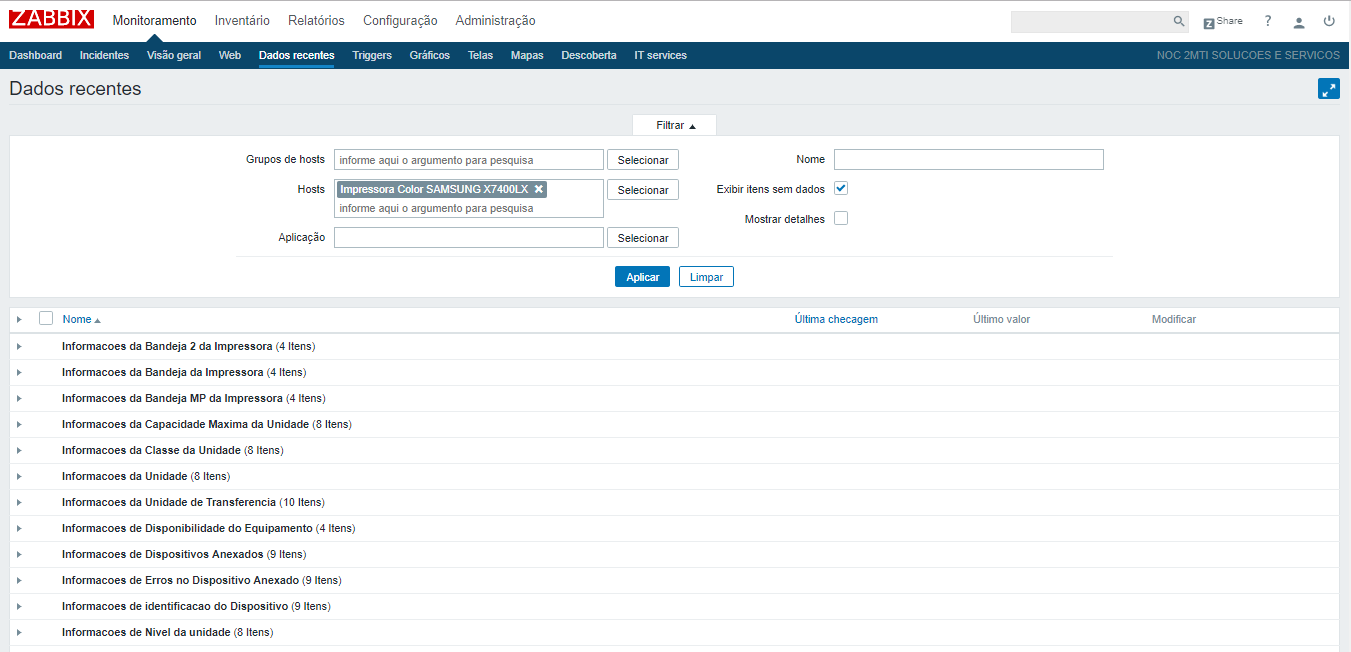 ZABBIX Monitoramento Inventário Relatórios Configuração Administração Z Share ?
Dashboard Incidentes Visão geral Web Dados recentes Triggers Gráficos Telas Mapas Descoberta IT services NOC 2MTI SOLUCOES E SERVICOS
Dados recentes
Filtrar
Grupos de hosts informe aqui o argumento para pesquisa Selecionar Nome
Hosts Impressora Color SAMSUNG X7400LX Selecionar Exibir itens sem dados
informe aqui o argumento para pesquisa
Mostrar detalhes
Aplicação Selecionar
Aplicar Limpar
Nome Última checagem Último valor Modificar
Informacoes da Bandeja 2 da Impressora (4 Itens)
Informacoes da Bandeja da Impressora (4 Itens)
Informacoes da Bandeja MP da Impressora (4 Itens)
Informacoes da Capacidade Maxima da Unidade (8 Itens)
Informacoes da Classe da Unidade (8 Itens)
Informacoes da Unidade (8 Itens)
Informacoes da Unidade de Transferencia (10 Itens)
Informacoes de Disponibilidade do Equipamento (4 Itens)
Informacoes de Dispositivos Anexados (9 Itens)
Informacoes de Erros no Dispositivo Anexado (9 Itens)
Informacoes de identificacao do Dispositivo (9 Itens)
Informacoes de Nivel da unidade (8 Itens)